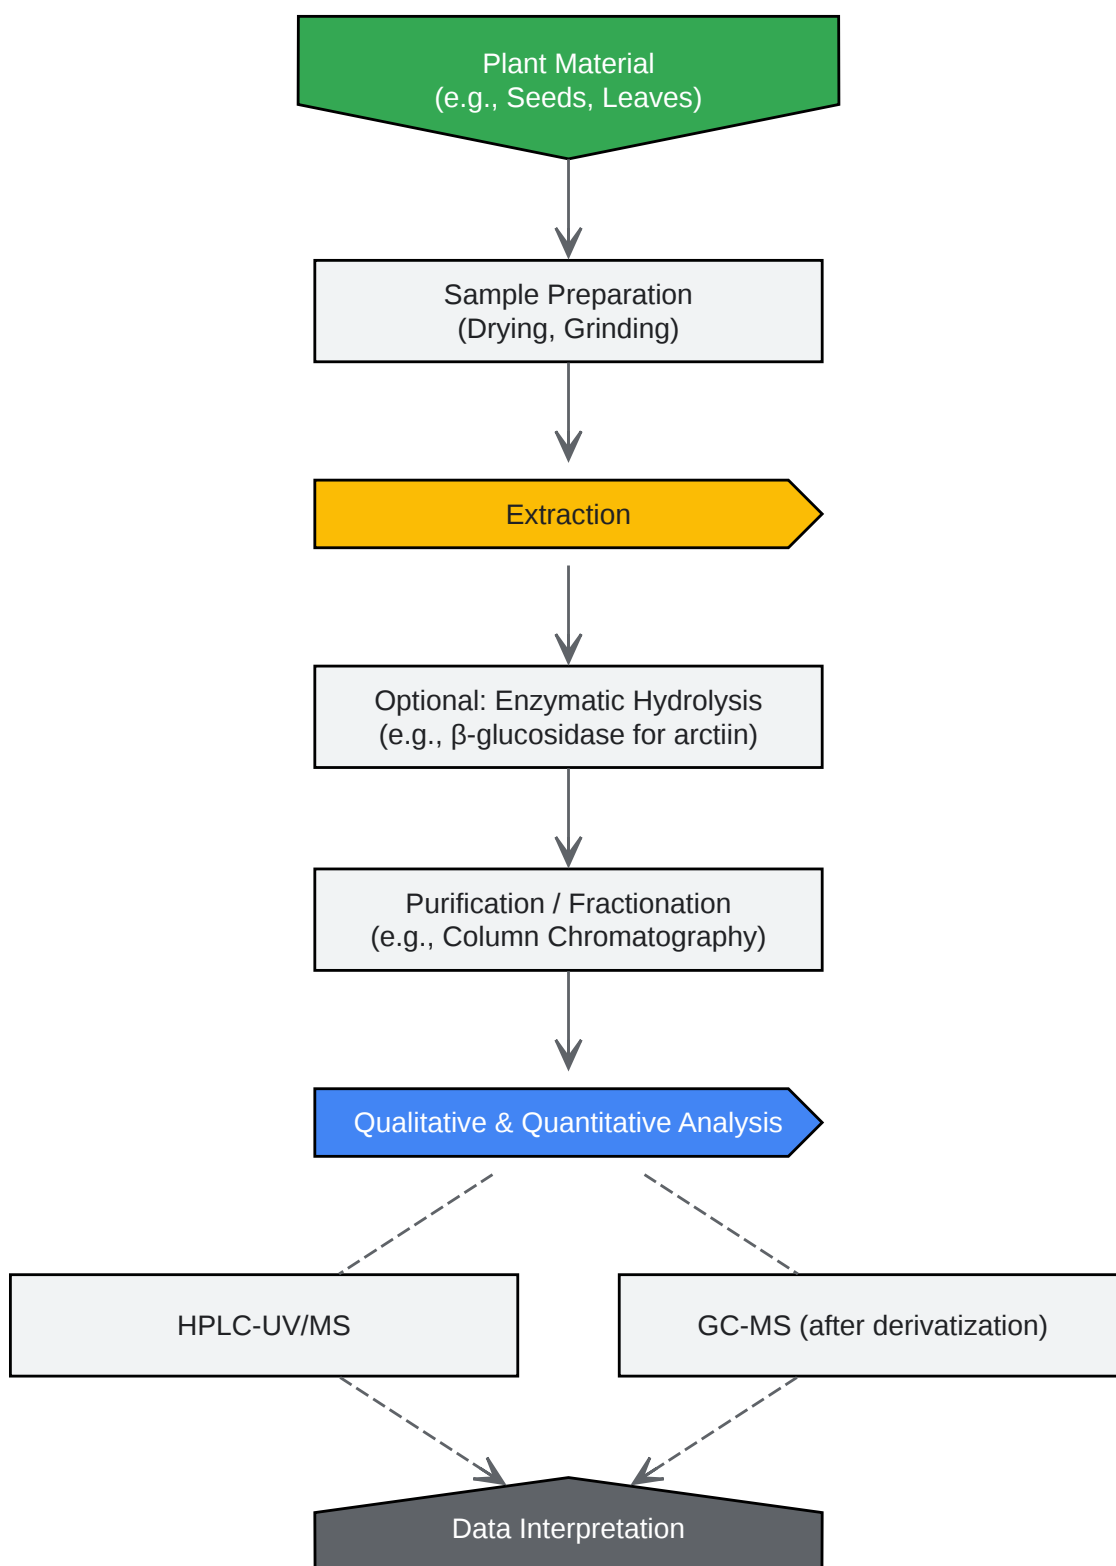 Plant Material
(e.g., Seeds, Leaves)
Sample Preparation
(Drying, Grinding)
Extraction
Optional: Enzymatic Hydrolysis
(e.g., β-glucosidase for arctiin)
Purification / Fractionation
(e.g., Column Chromatography)
Qualitative & Quantitative Analysis
HPLC-UV/MS
GC-MS (after derivatization)
Data Interpretation